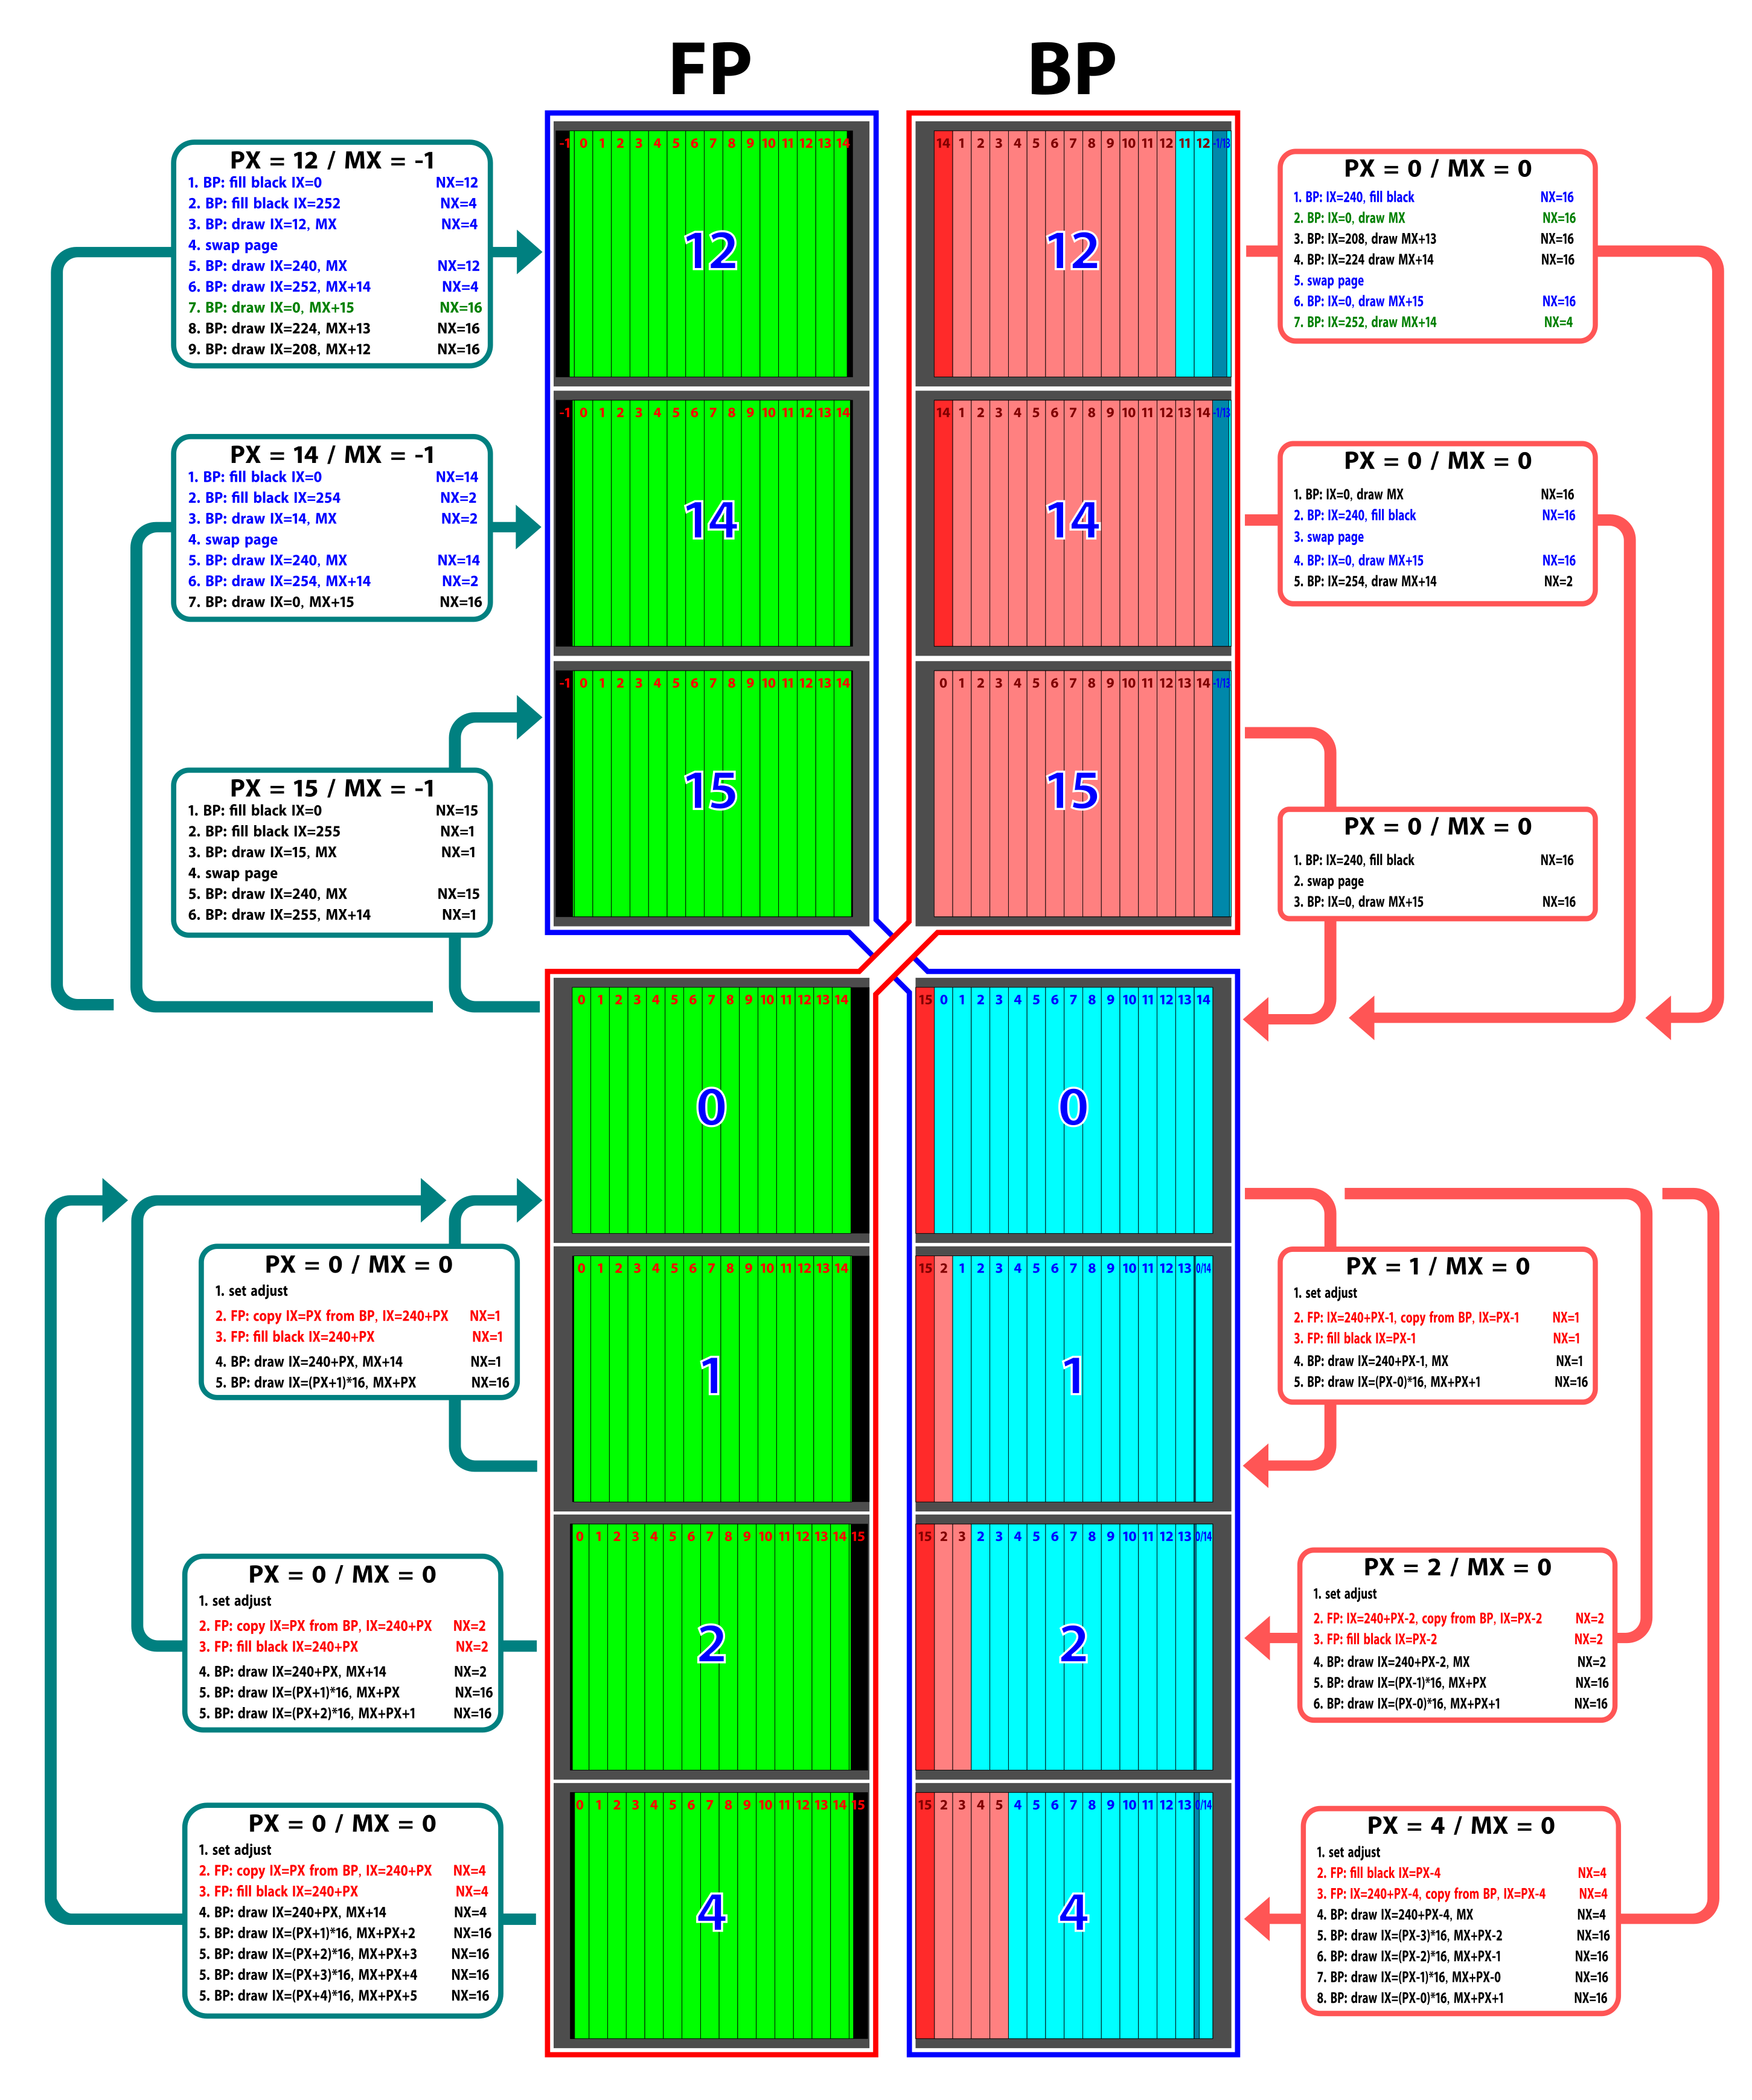 FP
BP
PX = 12 / MX = -1
1. BP: fill black IX=0 NX=12
2. BP: fill black IX=252 NX=4
3. BP: draw IX=12, MX NX=4
4. swap page
5. BP: draw IX=240, MX NX=12
6. BP: draw IX=252, MX+14 NX=4
7. BP: draw IX=0, MX+15 NX=16
8. BP: draw IX=224, MX+13 NX=16
9. BP: draw IX=208, MX+12 NX=16
-1 0 1 2 3 4 5 6 7 8 9 10 11 12 13 14
12
14 1 2 3 4 5 6 7 8 9 10 11 12 11 12 -1/13
12
PX = 0 / MX = 0
1. BP: IX=240, fill black NX=16
2. BP: IX=0, draw MX NX=16
3. BP: IX=208, draw MX+13 NX=16
4. BP: IX=224 draw MX+14 NX=16
5. swap page
6. BP: IX=0, draw MX+15 NX=16
7. BP: IX=252, draw MX+14 NX=4
PX = 14 / MX = -1
1. BP: fill black IX=0 NX=14
2. BP: fill black IX=254 NX=2
3. BP: draw IX=14, MX NX=2
4. swap page
5. BP: draw IX=240, MX NX=14
6. BP: draw IX=254, MX+14 NX=2
7. BP: draw IX=0, MX+15 NX=16
-1 0 1 2 3 4 5 6 7 8 9 10 11 12 13 14
14
14 1 2 3 4 5 6 7 8 9 10 11 12 13 14 -1/13
14
PX = 0 / MX = 0
1. BP: IX=0, draw MX NX=16
2. BP: IX=240, fill black NX=16
3. swap page
4. BP: IX=0, draw MX+15 NX=16
5. BP: IX=254, draw MX+14 NX=2
PX = 15 / MX = -1
1. BP: fill black IX=0 NX=15
2. BP: fill black IX=255 NX=1
3. BP: draw IX=15, MX NX=1
4. swap page
5. BP: draw IX=240, MX NX=15
6. BP: draw IX=255, MX+14 NX=1
-1 0 1 2 3 4 5 6 7 8 9 10 11 12 13 14
15
0 1 2 3 4 5 6 7 8 9 10 11 12 13 14 -1/13
15
PX = 0 / MX = 0
1. BP: IX=240, fill black NX=16
2. swap page
3. BP: IX=0, draw MX+15 NX=16
0 1 2 3 4 5 6 7 8 9 10 11 12 13 14
0
15 0 1 2 3 4 5 6 7 8 9 10 11 12 13 14
0
PX = 0 / MX = 0
1. set adjust
2. FP: copy IX=PX from BP, IX=240+PX NX=1
3. FP: fill black IX=240+PX NX=1
4. BP: draw IX=240+PX, MX+14 NX=1
5. BP: draw IX=(PX+1)*16, MX+PX NX=16
0 1 2 3 4 5 6 7 8 9 10 11 12 13 14
1
15 2 1 2 3 4 5 6 7 8 9 10 11 12 13 0/14
1
PX = 1 / MX = 0
1. set adjust
2. FP: IX=240+PX-1, copy from BP, IX=PX-1 NX=1
3. FP: fill black IX=PX-1 NX=1
4. BP: draw IX=240+PX-1, MX NX=1
5. BP: draw IX=(PX-0)*16, MX+PX+1 NX=16
PX = 0 / MX = 0
1. set adjust
2. FP: copy IX=PX from BP, IX=240+PX NX=2
3. FP: fill black IX=240+PX NX=2
4. BP: draw IX=240+PX, MX+14 NX=2
5. BP: draw IX=(PX+1)*16, MX+PX NX=16
5. BP: draw IX=(PX+2)*16, MX+PX+1 NX=16
0 1 2 3 4 5 6 7 8 9 10 11 12 13 14 15
2
15 2 3 2 3 4 5 6 7 8 9 10 11 12 13 0/14
2
PX = 2 / MX = 0
1. set adjust
2. FP: IX=240+PX-2, copy from BP, IX=PX-2 NX=2
3. FP: fill black IX=PX-2 NX=2
4. BP: draw IX=240+PX-2, MX NX=2
5. BP: draw IX=(PX-1)*16, MX+PX NX=16
6. BP: draw IX=(PX-0)*16, MX+PX+1 NX=16
PX = 0 / MX = 0
1. set adjust
2. FP: copy IX=PX from BP, IX=240+PX NX=4
3. FP: fill black IX=240+PX NX=4
4. BP: draw IX=240+PX, MX+14 NX=4
5. BP: draw IX=(PX+1)*16, MX+PX+2 NX=16
5. BP: draw IX=(PX+2)*16, MX+PX+3 NX=16
5. BP: draw IX=(PX+3)*16, MX+PX+4 NX=16
5. BP: draw IX=(PX+4)*16, MX+PX+5 NX=16
0 1 2 3 4 5 6 7 8 9 10 11 12 13 14 15
4
15 2 3 4 5 4 5 6 7 8 9 10 11 12 13 0/14
4
PX = 4 / MX = 0
1. set adjust
2. FP: fill black IX=PX-4 NX=4
3. FP: IX=240+PX-4, copy from BP, IX=PX-4 NX=4
4. BP: draw IX=240+PX-4, MX NX=4
5. BP: draw IX=(PX-3)*16, MX+PX-2 NX=16
6. BP: draw IX=(PX-2)*16, MX+PX-1 NX=16
7. BP: draw IX=(PX-1)*16, MX+PX-0 NX=16
8. BP: draw IX=(PX-0)*16, MX+PX+1 NX=16